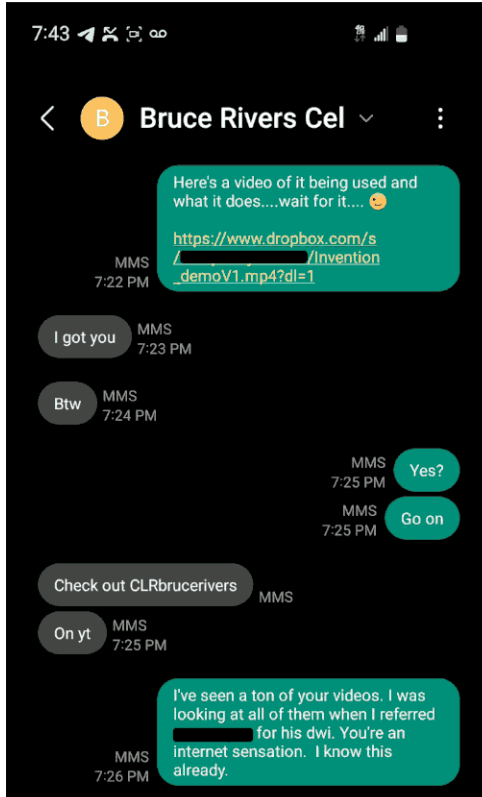 7:43
Bruce Rivers Cel
B
Here's a video of it being used and
what it does....wait for it.... 😉
https://www.dropbox.com/s
/ /Invention
_demoV1.mp4?dl=1
MMS
7:22 PM
I got you
MMS
7:23 PM
Btw
MMS
7:24 PM
MMS
7:25 PM
Yes?
MMS
7:25 PM
Go on
Check out CLRbrucerivers
MMS
On yt
MMS
7:25 PM
I've seen a ton of your videos. I was
looking at all of them when I referred
for his dwi. You're an
internet sensation.  I know this
already.
MMS
7:26 PM